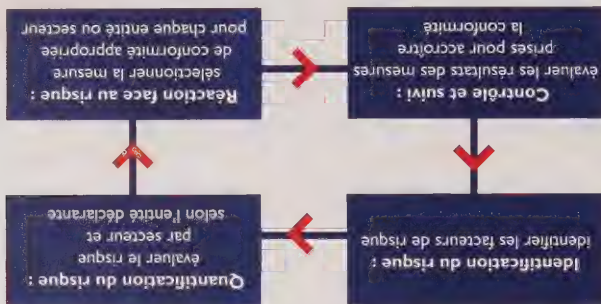 Identification du risque :
identifier les facteurs de risque
Quantification du risque :
évaluer le risque
par secteur et
selon l'entité déclarante
Réaction face au risque :
sélectionner la mesure
de conformité appropriée
pour chaque entité ou secteur
Contrôle et suivi :
évaluer les résultats des mesures
prises pour accroître
la conformité